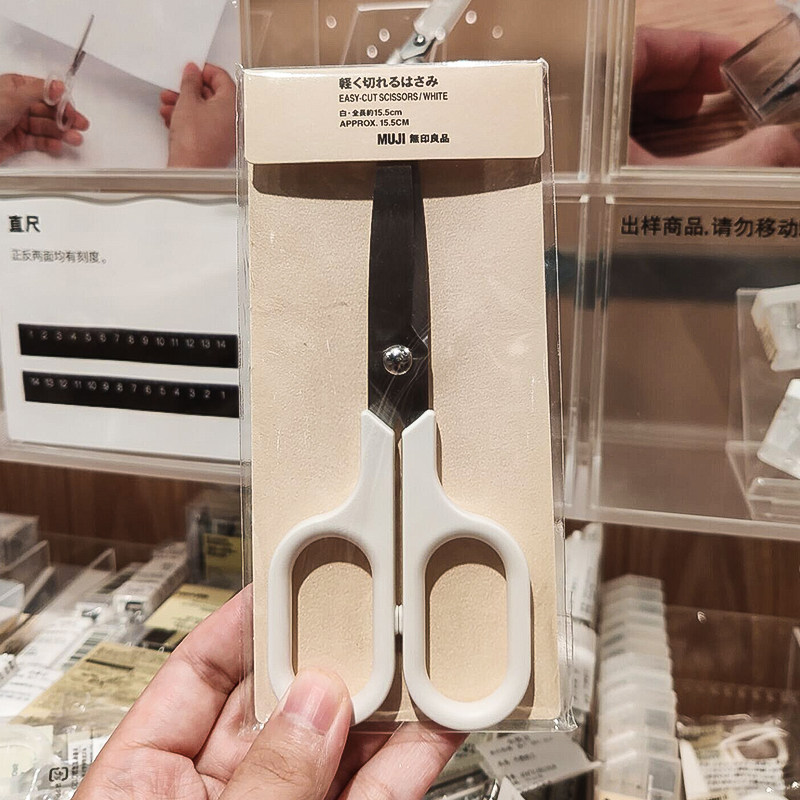 軽く切れるはさみ
EASY-CUT SCISSORS/WHITE
白・全長約15.5cm
APPROX. 15.5CM
MUJI 無印良品
直尺
正反两面均有刻度。
1 2 3 4 5 6 7 8 9 10 11 12 13 14
14 13 12 11 10 9 8 7 6 5 4 3 2 1
出样商品,请勿移动